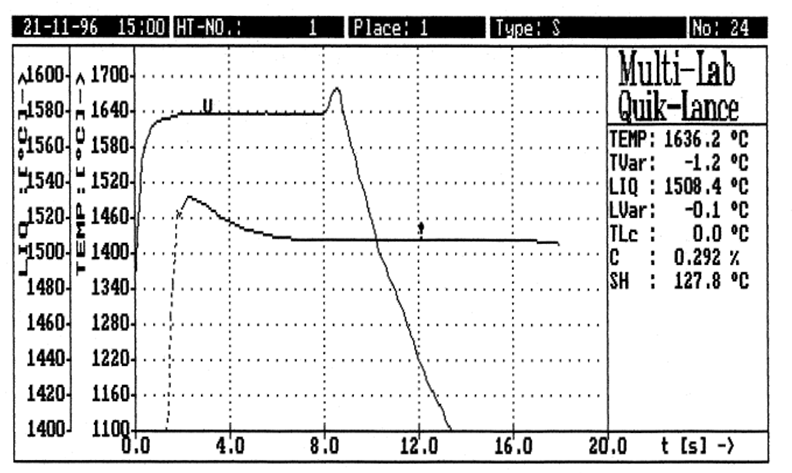 21-11-96 15:00 HT-NO.: 1 Place: 1 Type: S No: 24
Multi-Lab
Quik-Lance
TEMP: 1636.2 °C
TVar: -1.2 °C
LIQ : 1508.4 °C
LVar: -0.1 °C
TLc : 0.0 °C
C : 0.292 %
SH : 127.8 °C
LIQ .:[°C]—>
1600
1580
1560
1540
1520
1500
1480
1460
1440
1420
1400
TEMP.:[°C]—>
1700
1640
1580
1520
1460
1400
1340
1280
1220
1160
1100
U
0.0 4.0 8.0 12.0 16.0 20.0 t [s] ->